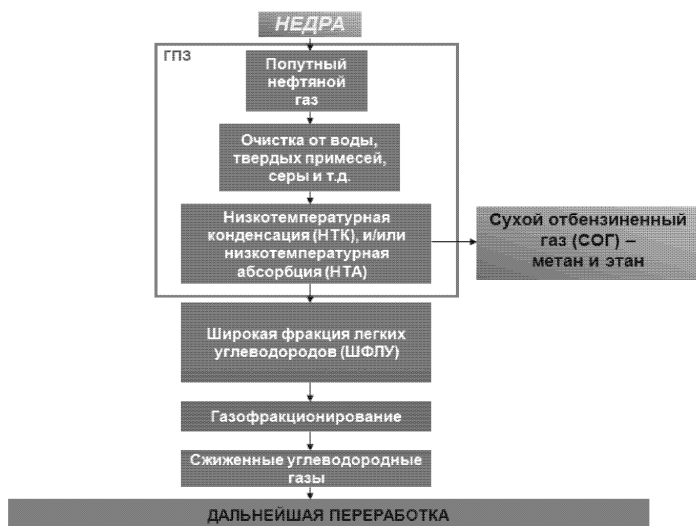 НЕДРА
ГПЗ
Попутный
нефтяной
газ
Очистка от воды,
твердых примесей,
серы и т.д.
Низкотемпературная
конденсация (НТК), и/или
низкотемпературная
абсорбция (НТА)
Сухой отбензиненный
газ (СОГ) –
метан и этан
Широкая фракция легких
углеводородов (ШФЛУ)
Газофракционирование
Сжиженные углеводородные
газы
ДАЛЬНЕЙШАЯ ПЕРЕРАБОТКА